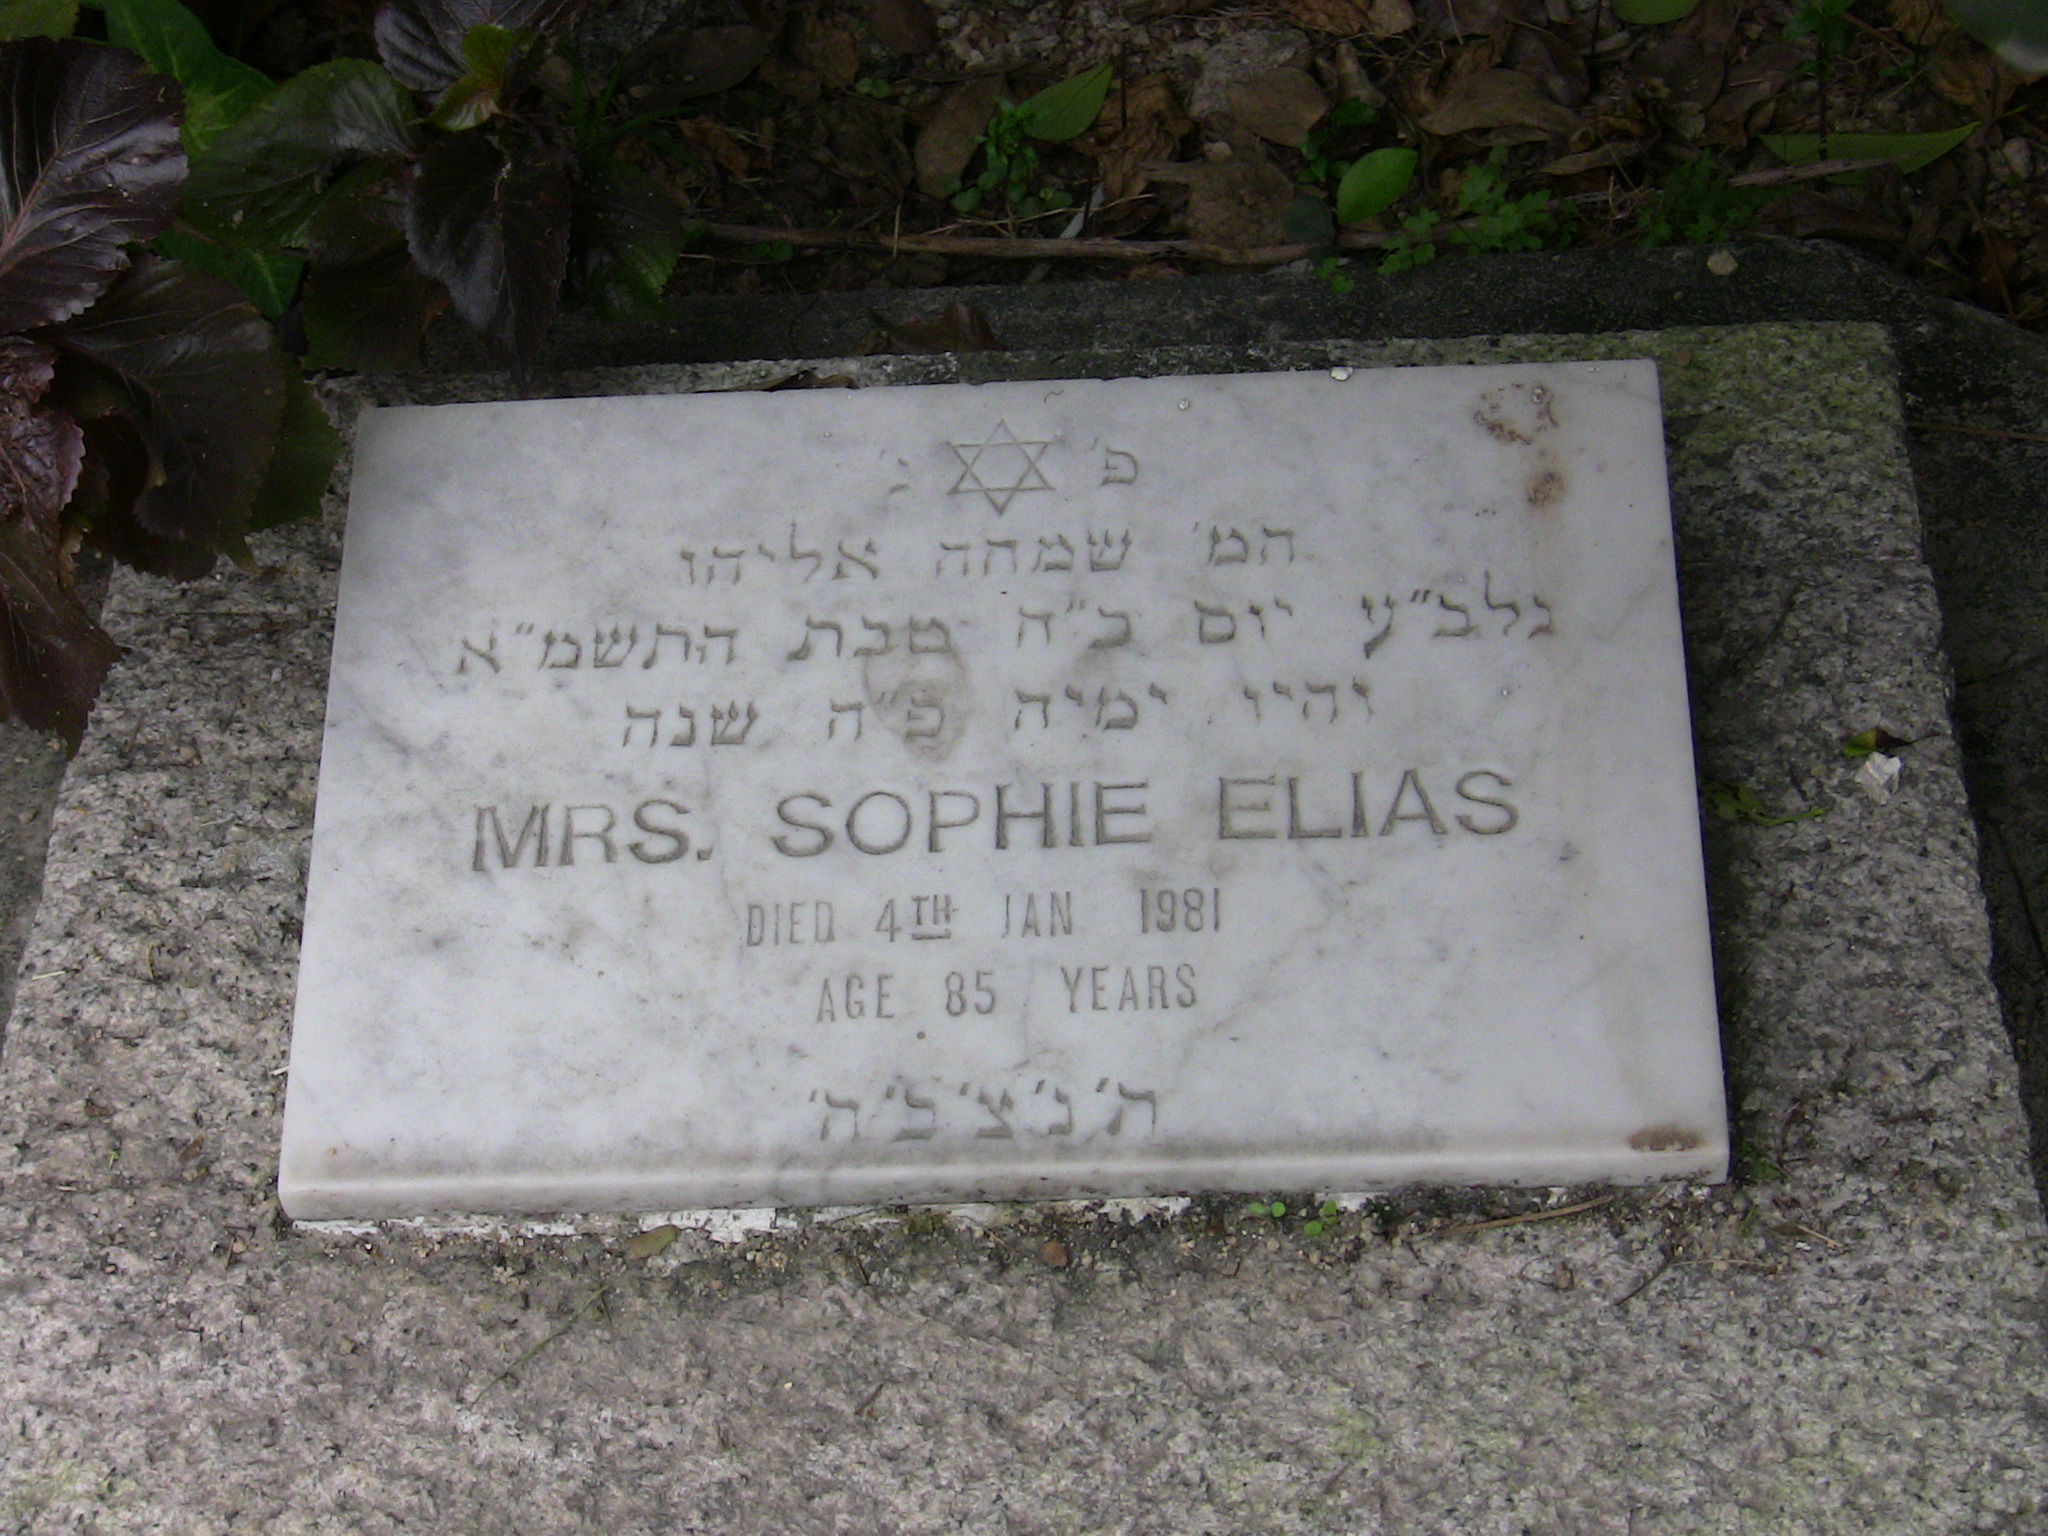 פ' נ'
המ' שמחה אליהו
נלב"ע יום כ"ח טבת התשמ"א
והיו ימיה פ"ה שנה
MRS. SOPHIE ELIAS
DIED 4TH JAN 1981
AGE 85 YEARS
ת' נ' צ' ב' ה'